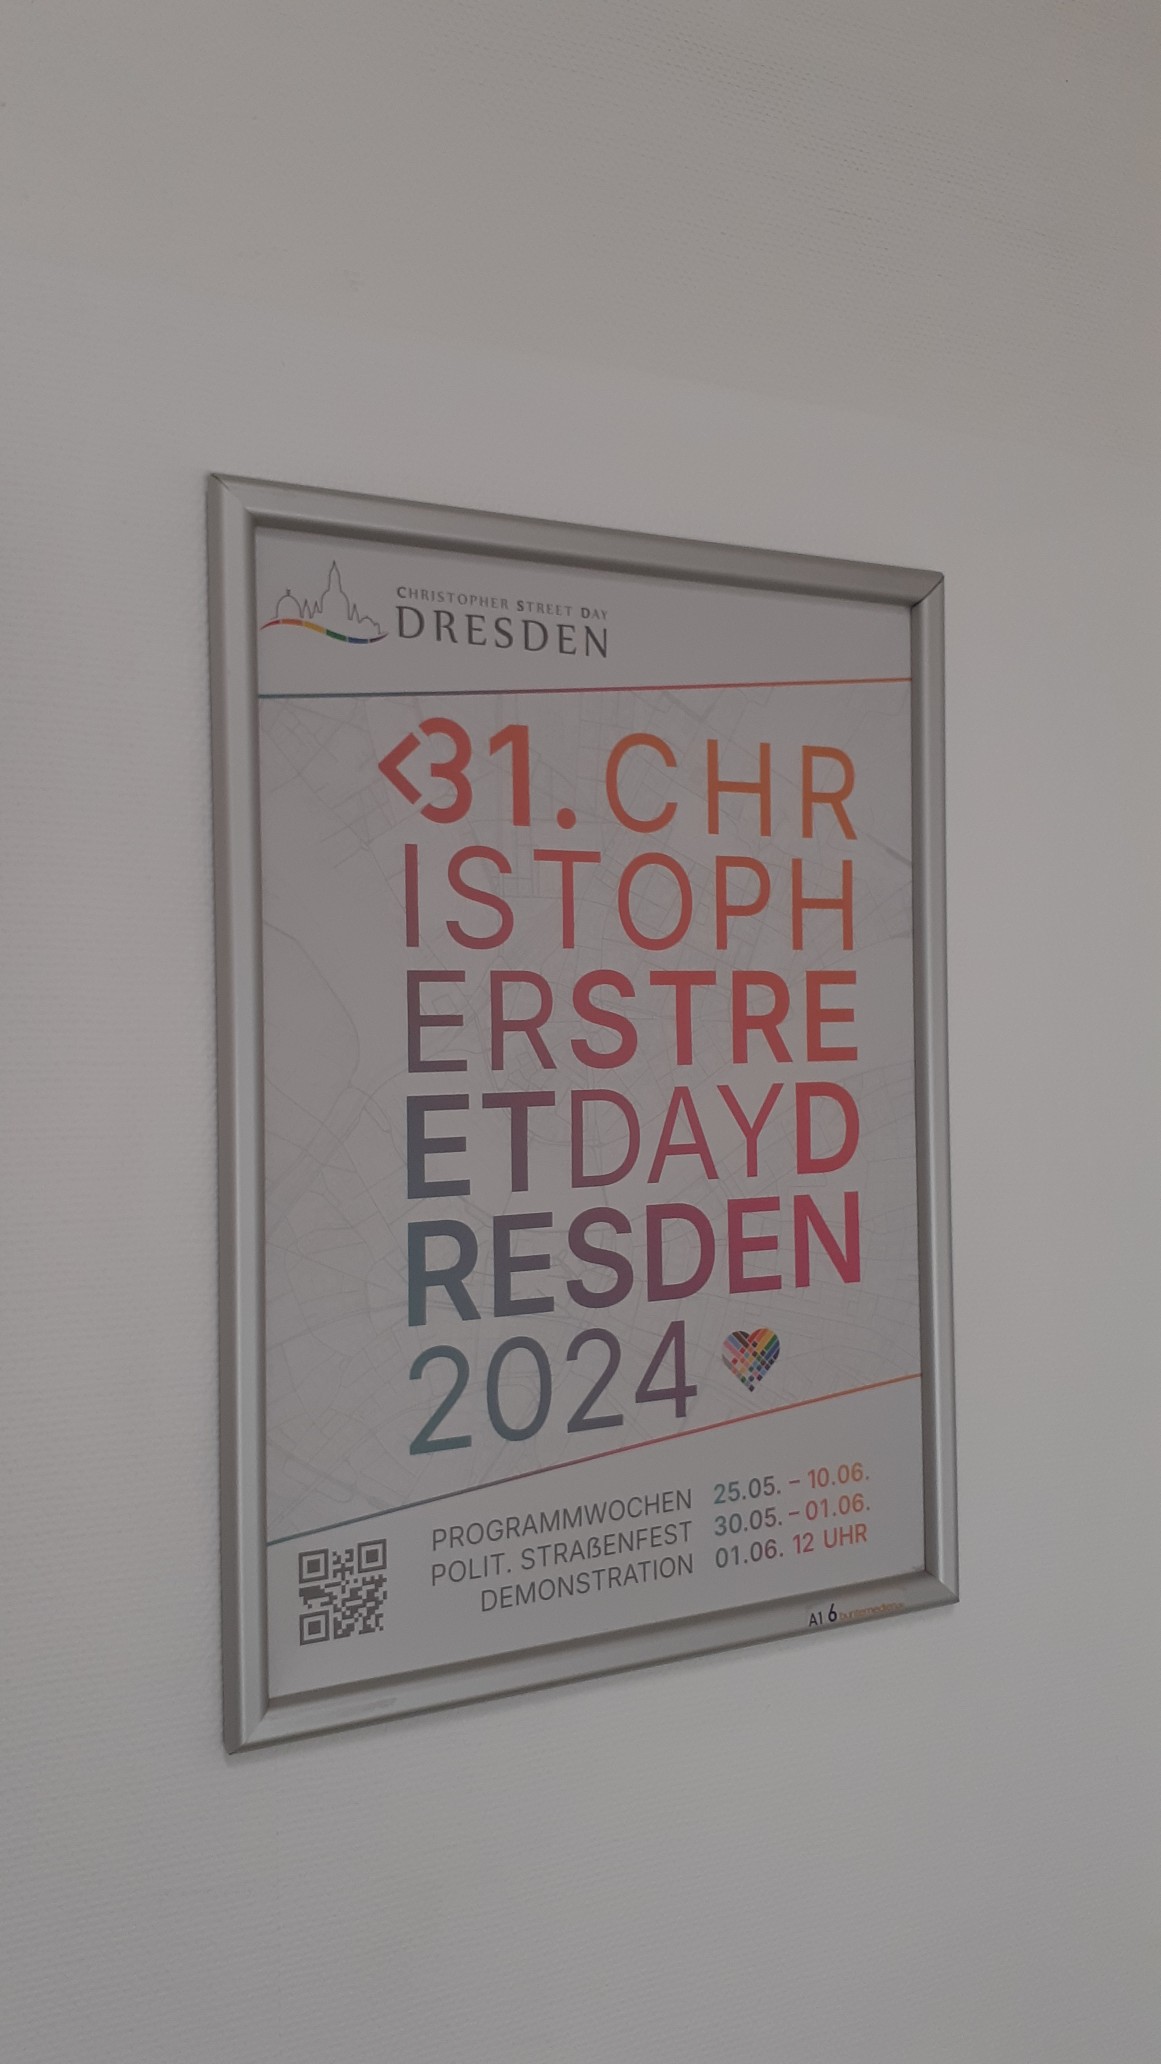 CHRISTOPHER STREET DAY
DRESDEN
<31. CHR
ISTOPH
ERSTRE
ETDAYD
RESDEN
2024
PROGRAMMWOCHEN 25.05. – 10.06.
POLIT. STRAßENFEST 30.05. – 01.06.
DEMONSTRATION 01.06. 12 UHR
A1 6